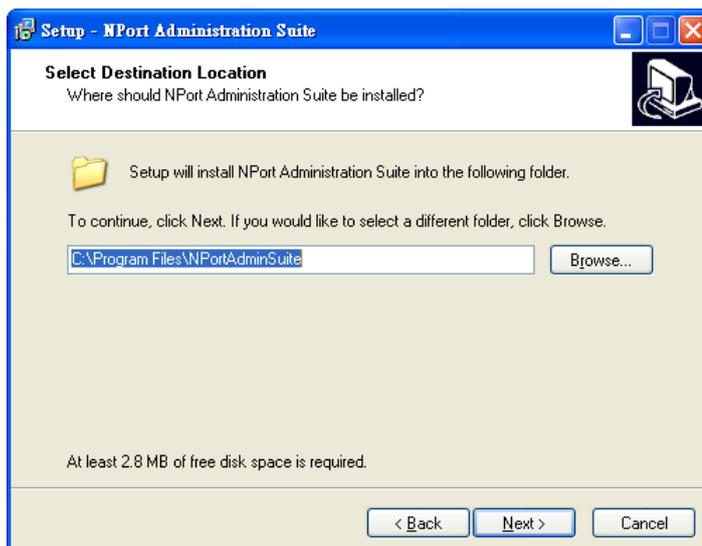 Setup - NPort Administration Suite
Select Destination Location
Where should NPort Administration Suite be installed?
Setup will install NPort Administration Suite into the following folder.
To continue, click Next. If you would like to select a different folder, click Browse.
C:\Program Files\NPortAdminSuite
Browse...
At least 2.8 MB of free disk space is required.
< Back
Next >
Cancel